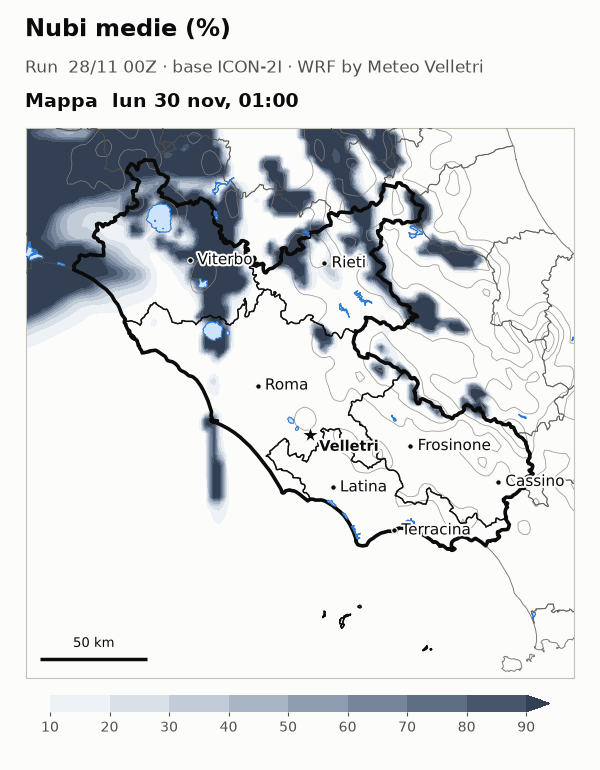 Nubi medie (%)
Run  28/11 00Z · base ICON-2I · WRF by Meteo Velletri
Mappa  lun 30 nov, 01:00
Viterbo
Rieti
Roma
Velletri
Frosinone
Cassino
Latina
Terracina
50 km
10 20 30 40 50 60 70 80 90